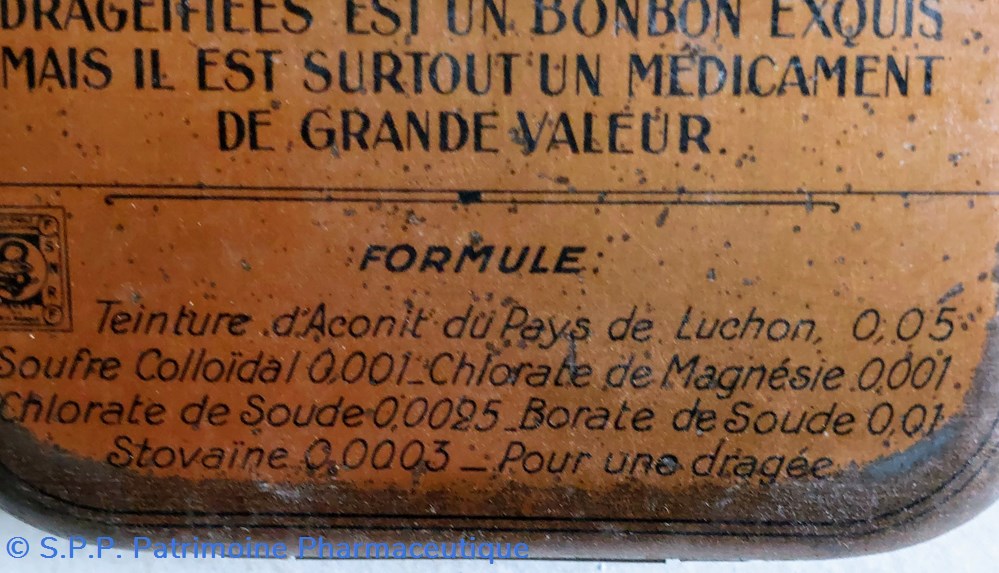 DRAGÉIFIÉES EST UN BONBON EXQUIS
MAIS IL EST SURTOUT UN MÉDICAMENT
DE GRANDE VALEUR.
FORMULE:
Teinture d'Aconit du Pays de Luchon, 0,05
Soufre Colloïdal 0,001_Chlorate de Magnésie 0,001.
Chlorate de Soude 0,0025_Borate de Soude 0,01
Stovaïne 0,0003_Pour une dragée
© S.P.P. Patrimoine Pharmaceutique